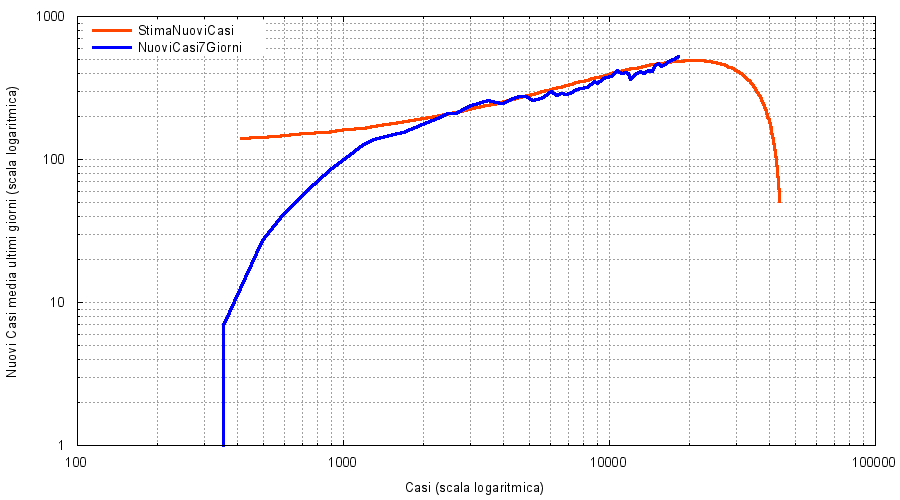 StimaNuoviCasi
NuoviCasi7Giorni
Nuovi Casi media ultimi giorni (scala logaritmica)
1000
100
10
1
100
1000
10000
100000
Casi (scala logaritmica)